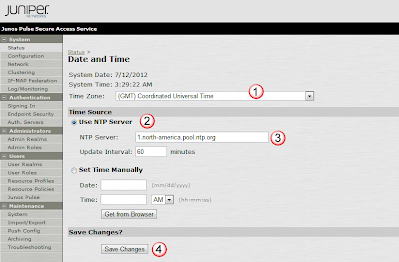 JUNIPER
NETWORKS
Junos Pulse Secure Access Service
System
Status
Configuration
Network
Clustering
IF-MAP Federation
Log/Monitoring
Authentication
Signing In
Endpoint Security
Auth. Servers
Administrators
Admin Realms
Admin Roles
Users
User Realms
User Roles
Resource Profiles
Resource Policies
Junos Pulse
Maintenance
System
Import/Export
Push Config
Archiving
Troubleshooting
Status >
Date and Time
System Date: 7/12/2012
System Time: 3:29:22 AM
Time Zone: (GMT) Coordinated Universal Time
1
Time Source
Use NTP Server
2
NTP Server: 1.north-america.pool.ntp.org
3
Update Interval: 60 minutes
Set Time Manually
Date: (mm/dd/yyyy)
Time: AM (hh:mm:ss)
Get from Browser
Save Changes?
Save Changes
4